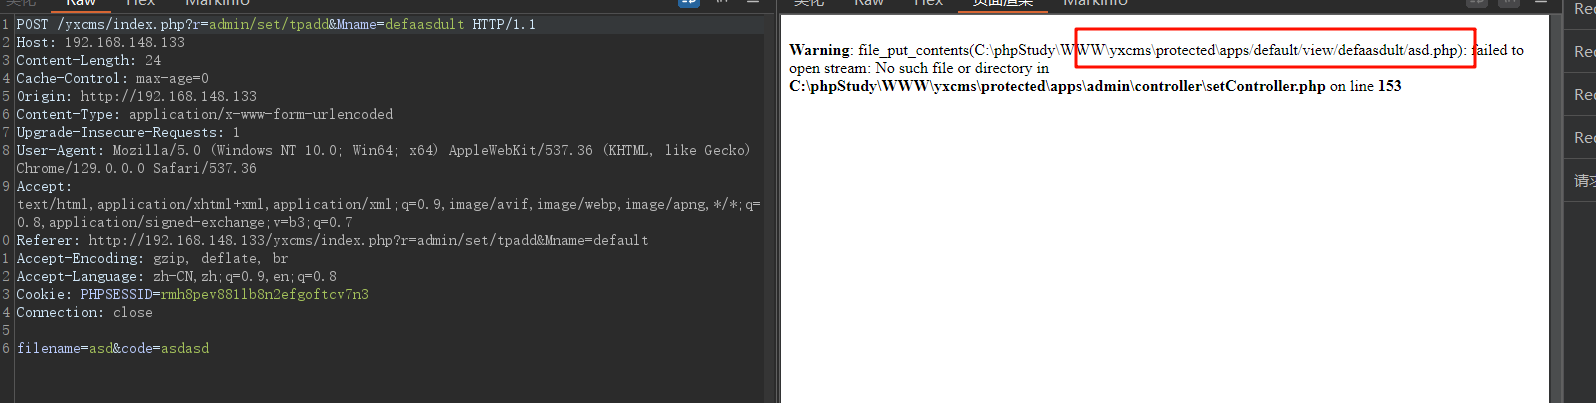 美化 Raw Hex MarkInfo
1 POST /yxcms/index.php?r=admin/set/tpadd&Mname=defaasdult HTTP/1.1
2 Host: 192.168.148.133
3 Content-Length: 24
4 Cache-Control: max-age=0
5 Origin: http://192.168.148.133
6 Content-Type: application/x-www-form-urlencoded
7 Upgrade-Insecure-Requests: 1
8 User-Agent: Mozilla/5.0 (Windows NT 10.0; Win64; x64) AppleWebKit/537.36 (KHTML, like Gecko)
Chrome/129.0.0.0 Safari/537.36
9 Accept:
text/html,application/xhtml+xml,application/xml;q=0.9,image/avif,image/webp,image/apng,*/*;q=
0.8,application/signed-exchange;v=b3;q=0.7
0 Referer: http://192.168.148.133/yxcms/index.php?r=admin/set/tpadd&Mname=default
1 Accept-Encoding: gzip, deflate, br
2 Accept-Language: zh-CN,zh;q=0.9,en;q=0.8
3 Cookie: PHPSESSID=rmh8pev881lb8n2efgoftcv7n3
4 Connection: close
5
6 filename=asd&code=asdasd
美化 Raw Hex 页面渲染 MarkInfo
Warning: file_put_contents(C:\phpStudy\WWW\yxcms\protected\apps/default/view/defaasdult/asd.php): failed to
open stream: No such file or directory in
C:\phpStudy\WWW\yxcms\protected\apps\admin\controller\setController.php on line 153
Rec
Rec
Rec
Rec
请求